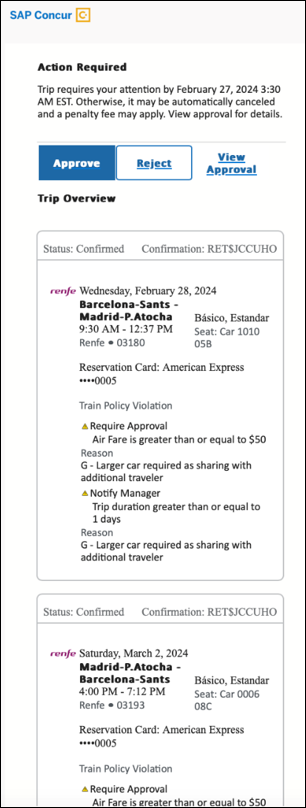 SAP Concur
Action Required
Trip requires your attention by February 27, 2024 3:30
AM EST. Otherwise, it may be automatically canceled
and a penalty fee may apply. View approval for details.
Approve
Reject
View
Approval
Trip Overview
Status: Confirmed Confirmation: RET$JCCUHO
renfe Wednesday, February 28, 2024
Barcelona-Sants -
Madrid-P.Atocha
9:30 AM - 12:37 PM
Renfe • 03180
Básico, Estandar
Seat: Car 1010
05B
Reservation Card: American Express
••••0005
Train Policy Violation
Require Approval
Air Fare is greater than or equal to $50
Reason
G - Larger car required as sharing with
additional traveler
Notify Manager
Trip duration greater than or equal to
1 days
Reason
G - Larger car required as sharing with
additional traveler
Status: Confirmed Confirmation: RET$JCCUHO
renfe Saturday, March 2, 2024
Madrid-P.Atocha -
Barcelona-Sants
4:00 PM - 7:12 PM
Renfe • 03193
Básico, Estandar
Seat: Car 0006
08C
Reservation Card: American Express
••••0005
Train Policy Violation
Require Approval
Air Fare is greater than or equal to $50